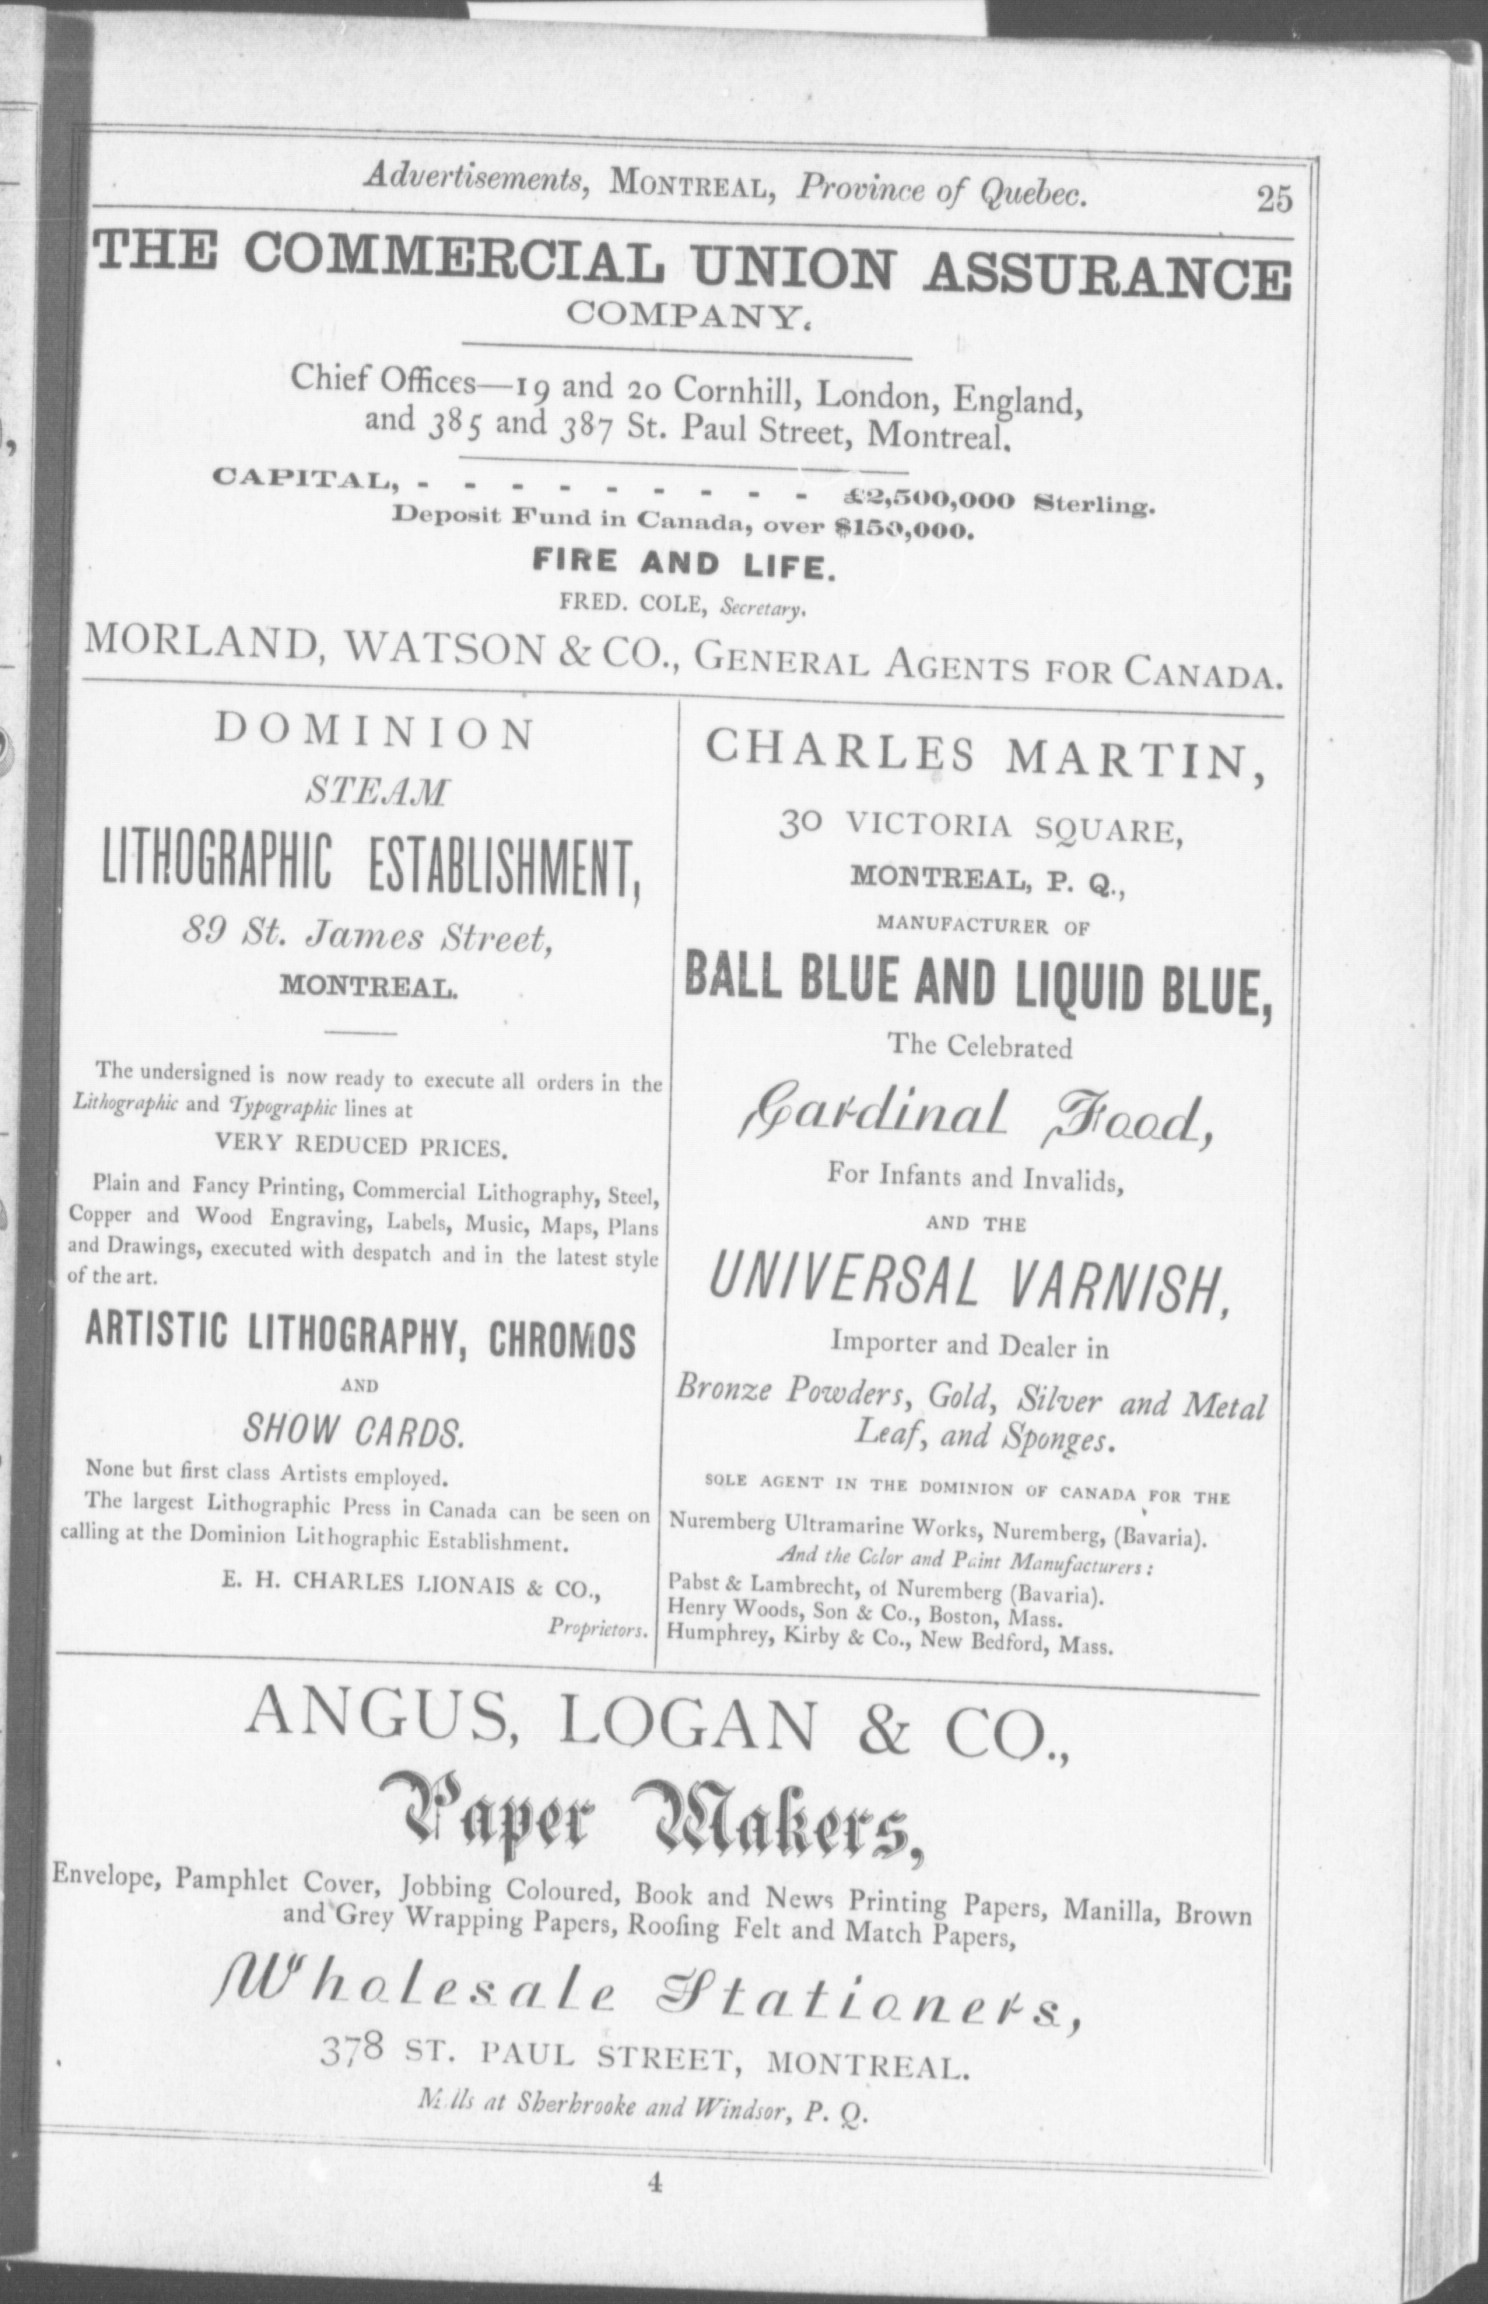 Advertisements, MONTREAL, Province of Quebec. 25
THE COMMERCIAL UNION ASSURANCE
COMPANY.
Chief Offices—19 and 20 Cornhill, London, England,
and 385 and 387 St. Paul Street, Montreal.
CAPITAL, - - - - - - - - - £2,500,000 Sterling.
Deposit Fund in Canada, over $150,000.
FIRE AND LIFE.
FRED. COLE, Secretary.
MORLAND, WATSON & CO., GENERAL AGENTS FOR CANADA.
DOMINION
STEAM
LITHOGRAPHIC ESTABLISHMENT,
89 St. James Street,
MONTREAL.
The undersigned is now ready to execute all orders in the
Lithographic and Typographic lines at
VERY REDUCED PRICES.
Plain and Fancy Printing, Commercial Lithography, Steel,
Copper and Wood Engraving, Labels, Music, Maps, Plans
and Drawings, executed with despatch and in the latest style
of the art.
ARTISTIC LITHOGRAPHY, CHROMOS
AND
SHOW CARDS.
None but first class Artists employed.
The largest Lithographic Press in Canada can be seen on
calling at the Dominion Lithographic Establishment.
E. H. CHARLES LIONAIS & CO.,
Proprietors.
CHARLES MARTIN,
30 VICTORIA SQUARE,
MONTREAL, P. Q.,
MANUFACTURER OF
BALL BLUE AND LIQUID BLUE,
The Celebrated
Cardinal Food,
For Infants and Invalids,
AND THE
UNIVERSAL VARNISH,
Importer and Dealer in
Bronze Powders, Gold, Silver and Metal
Leaf, and Sponges.
SOLE AGENT IN THE DOMINION OF CANADA FOR THE
Nuremberg Ultramarine Works, Nuremberg, (Bavaria).
And the Color and Paint Manufacturers:
Pabst & Lambrecht, of Nuremberg (Bavaria).
Henry Woods, Son & Co., Boston, Mass.
Humphrey, Kirby & Co., New Bedford, Mass.
ANGUS, LOGAN & CO.,
Paper Makers,
Envelope, Pamphlet Cover, Jobbing Coloured, Book and News Printing Papers, Manilla, Brown
and Grey Wrapping Papers, Roofing Felt and Match Papers,
Wholesale Stationers,
378 ST. PAUL STREET, MONTREAL.
Mills at Sherbrooke and Windsor, P. Q.
4